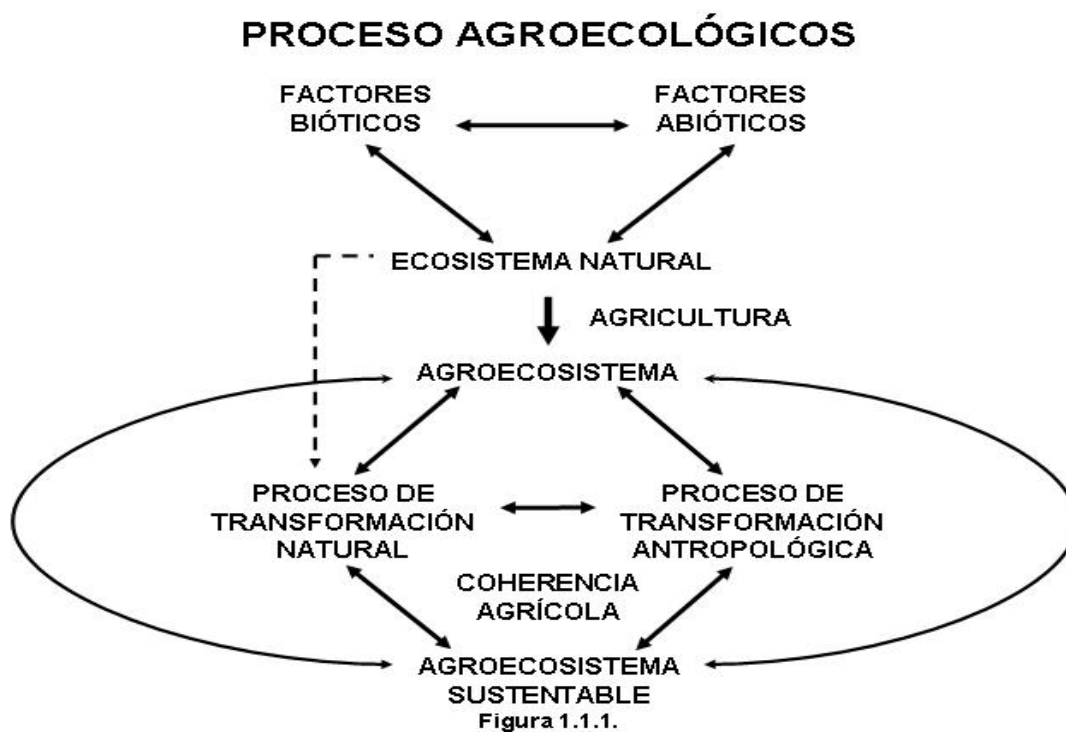 PROCESO AGROECOLÓGICOS
FACTORES
BIÓTICOS
FACTORES
ABIÓTICOS
ECOSISTEMA NATURAL
AGRICULTURA
AGROECOSISTEMA
PROCESO DE
TRANSFORMACIÓN
NATURAL
PROCESO DE
TRANSFORMACIÓN
ANTROPOLÓGICA
COHERENCIA
AGRÍCOLA
AGROECOSISTEMA
SUSTENTABLE
Figura 1.1.1.